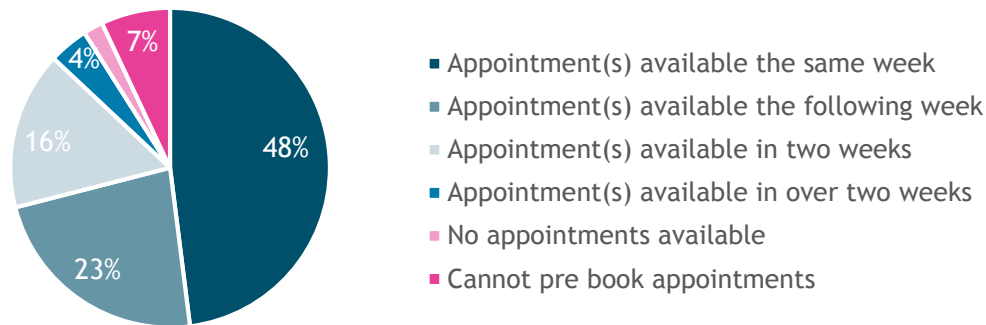 7%
4%
48%
16%
23%
Appointment(s) available the same week
Appointment(s) available the following week
Appointment(s) available in two weeks
Appointment(s) available in over two weeks
No appointments available
Cannot pre book appointments